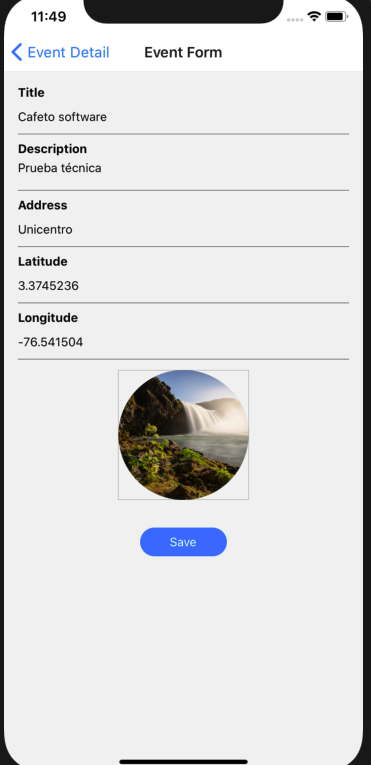 11:49
Event Detail
Event Form
Title
Cafeto software
Description
Prueba técnica
Address
Unicentro
Latitude
3.3745236
Longitude
-76.541504
Save